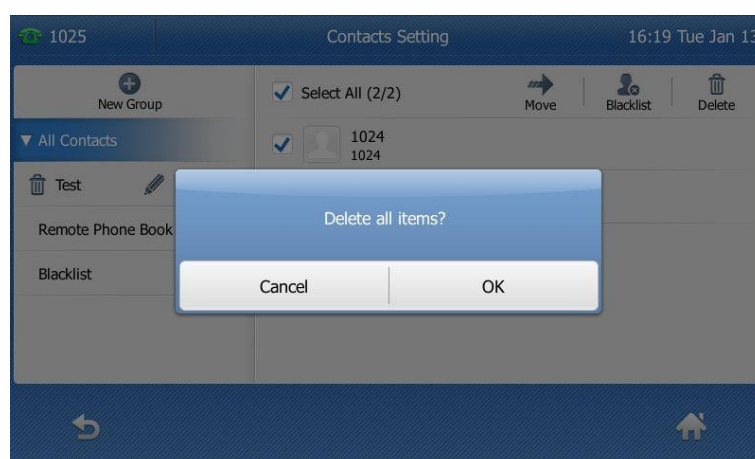 1025
Contacts Setting
16:19 Tue Jan 13
New Group
Select All (2/2)
Move
Blacklist
Delete
All Contacts
1024
1024
Test
Remote Phone Book
Blacklist
Delete all items?
Cancel
OK